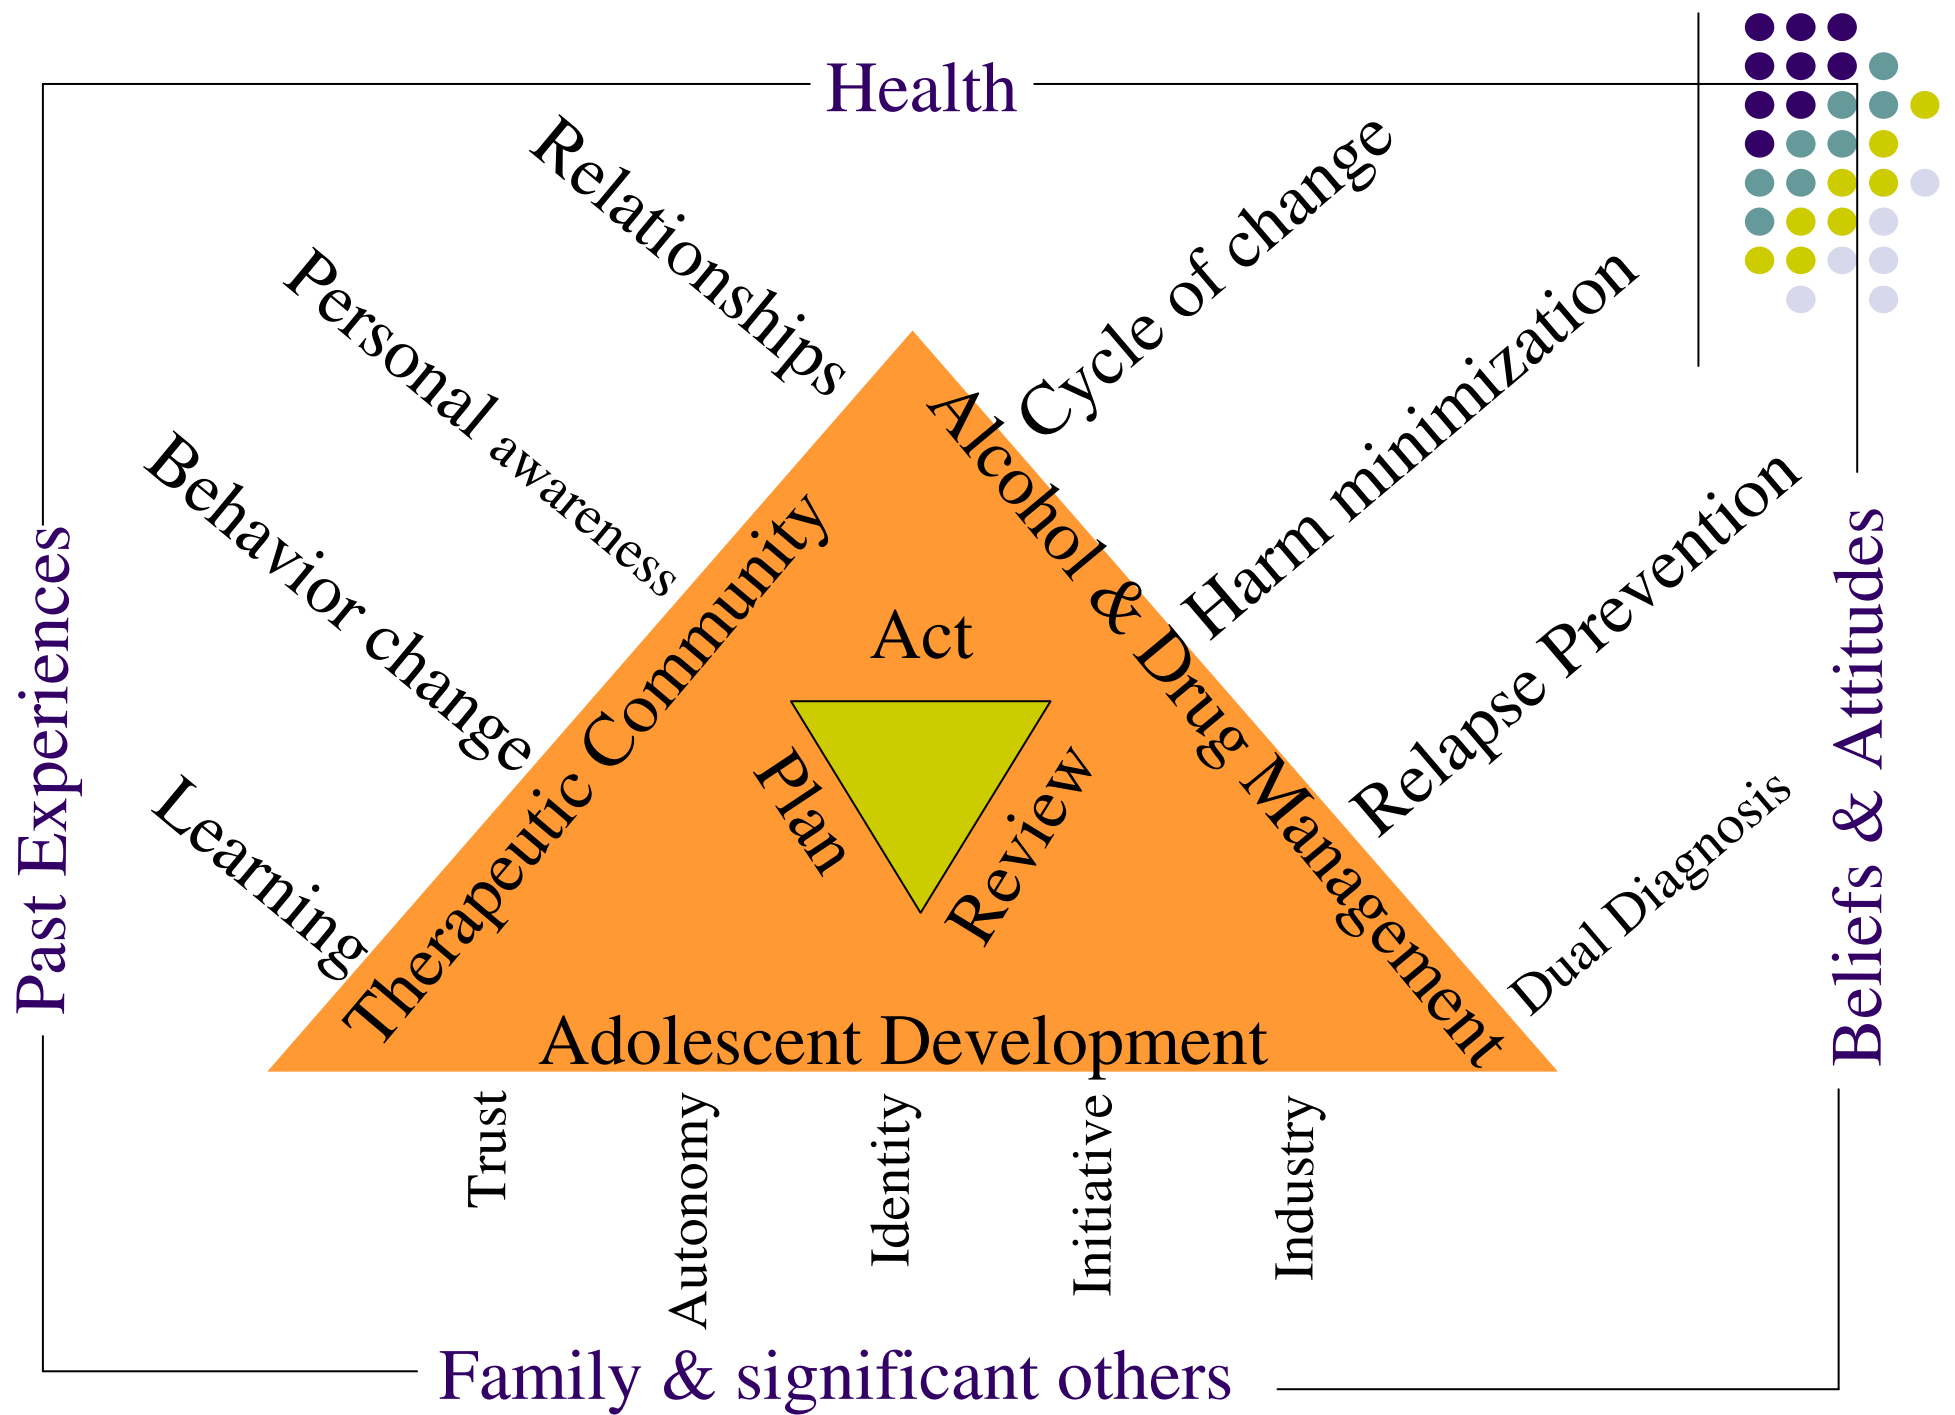 Health
Relationships
Cycle of change
Personal awareness
Harm minimization
Behavior change
Relapse Prevention
Learning
Dual Diagnosis
Past Experiences
Beliefs & Attitudes
Therapeutic Community
Alcohol & Drug Management
Act
Plan
Review
Adolescent Development
Trust
Autonomy
Identity
Initiative
Industry
Family & significant others